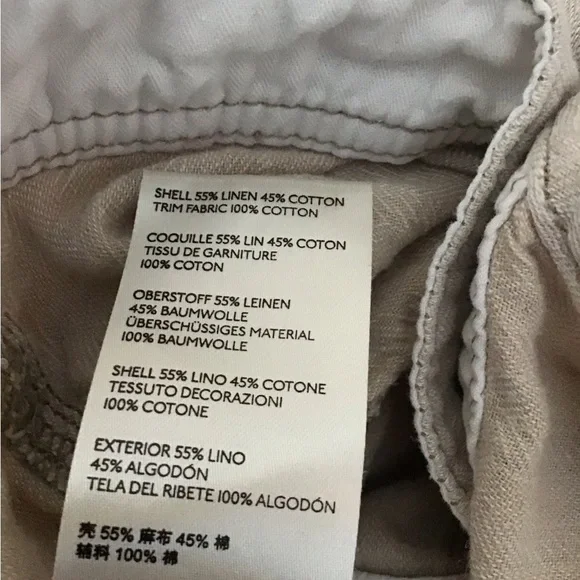 SHELL 55% LINEN 45% COTTON
TRIM FABRIC 100% COTTON
COQUILLE 55% LIN 45% COTON
TISSU DE GARNITURE
100% COTON
OBERSTOFF 55% LEINEN
45% BAUMWOLLE
ÜBERSCHÜSSIGES MATERIAL
100% BAUMWOLLE
SHELL 55% LINO 45% COTONE
TESSUTO DECORAZIONI
100% COTONE
EXTERIOR 55% LINO
45% ALGODÓN
TELA DEL RIBETE 100% ALGODÓN
壳 55% 麻布 45% 棉
辅料 100% 棉